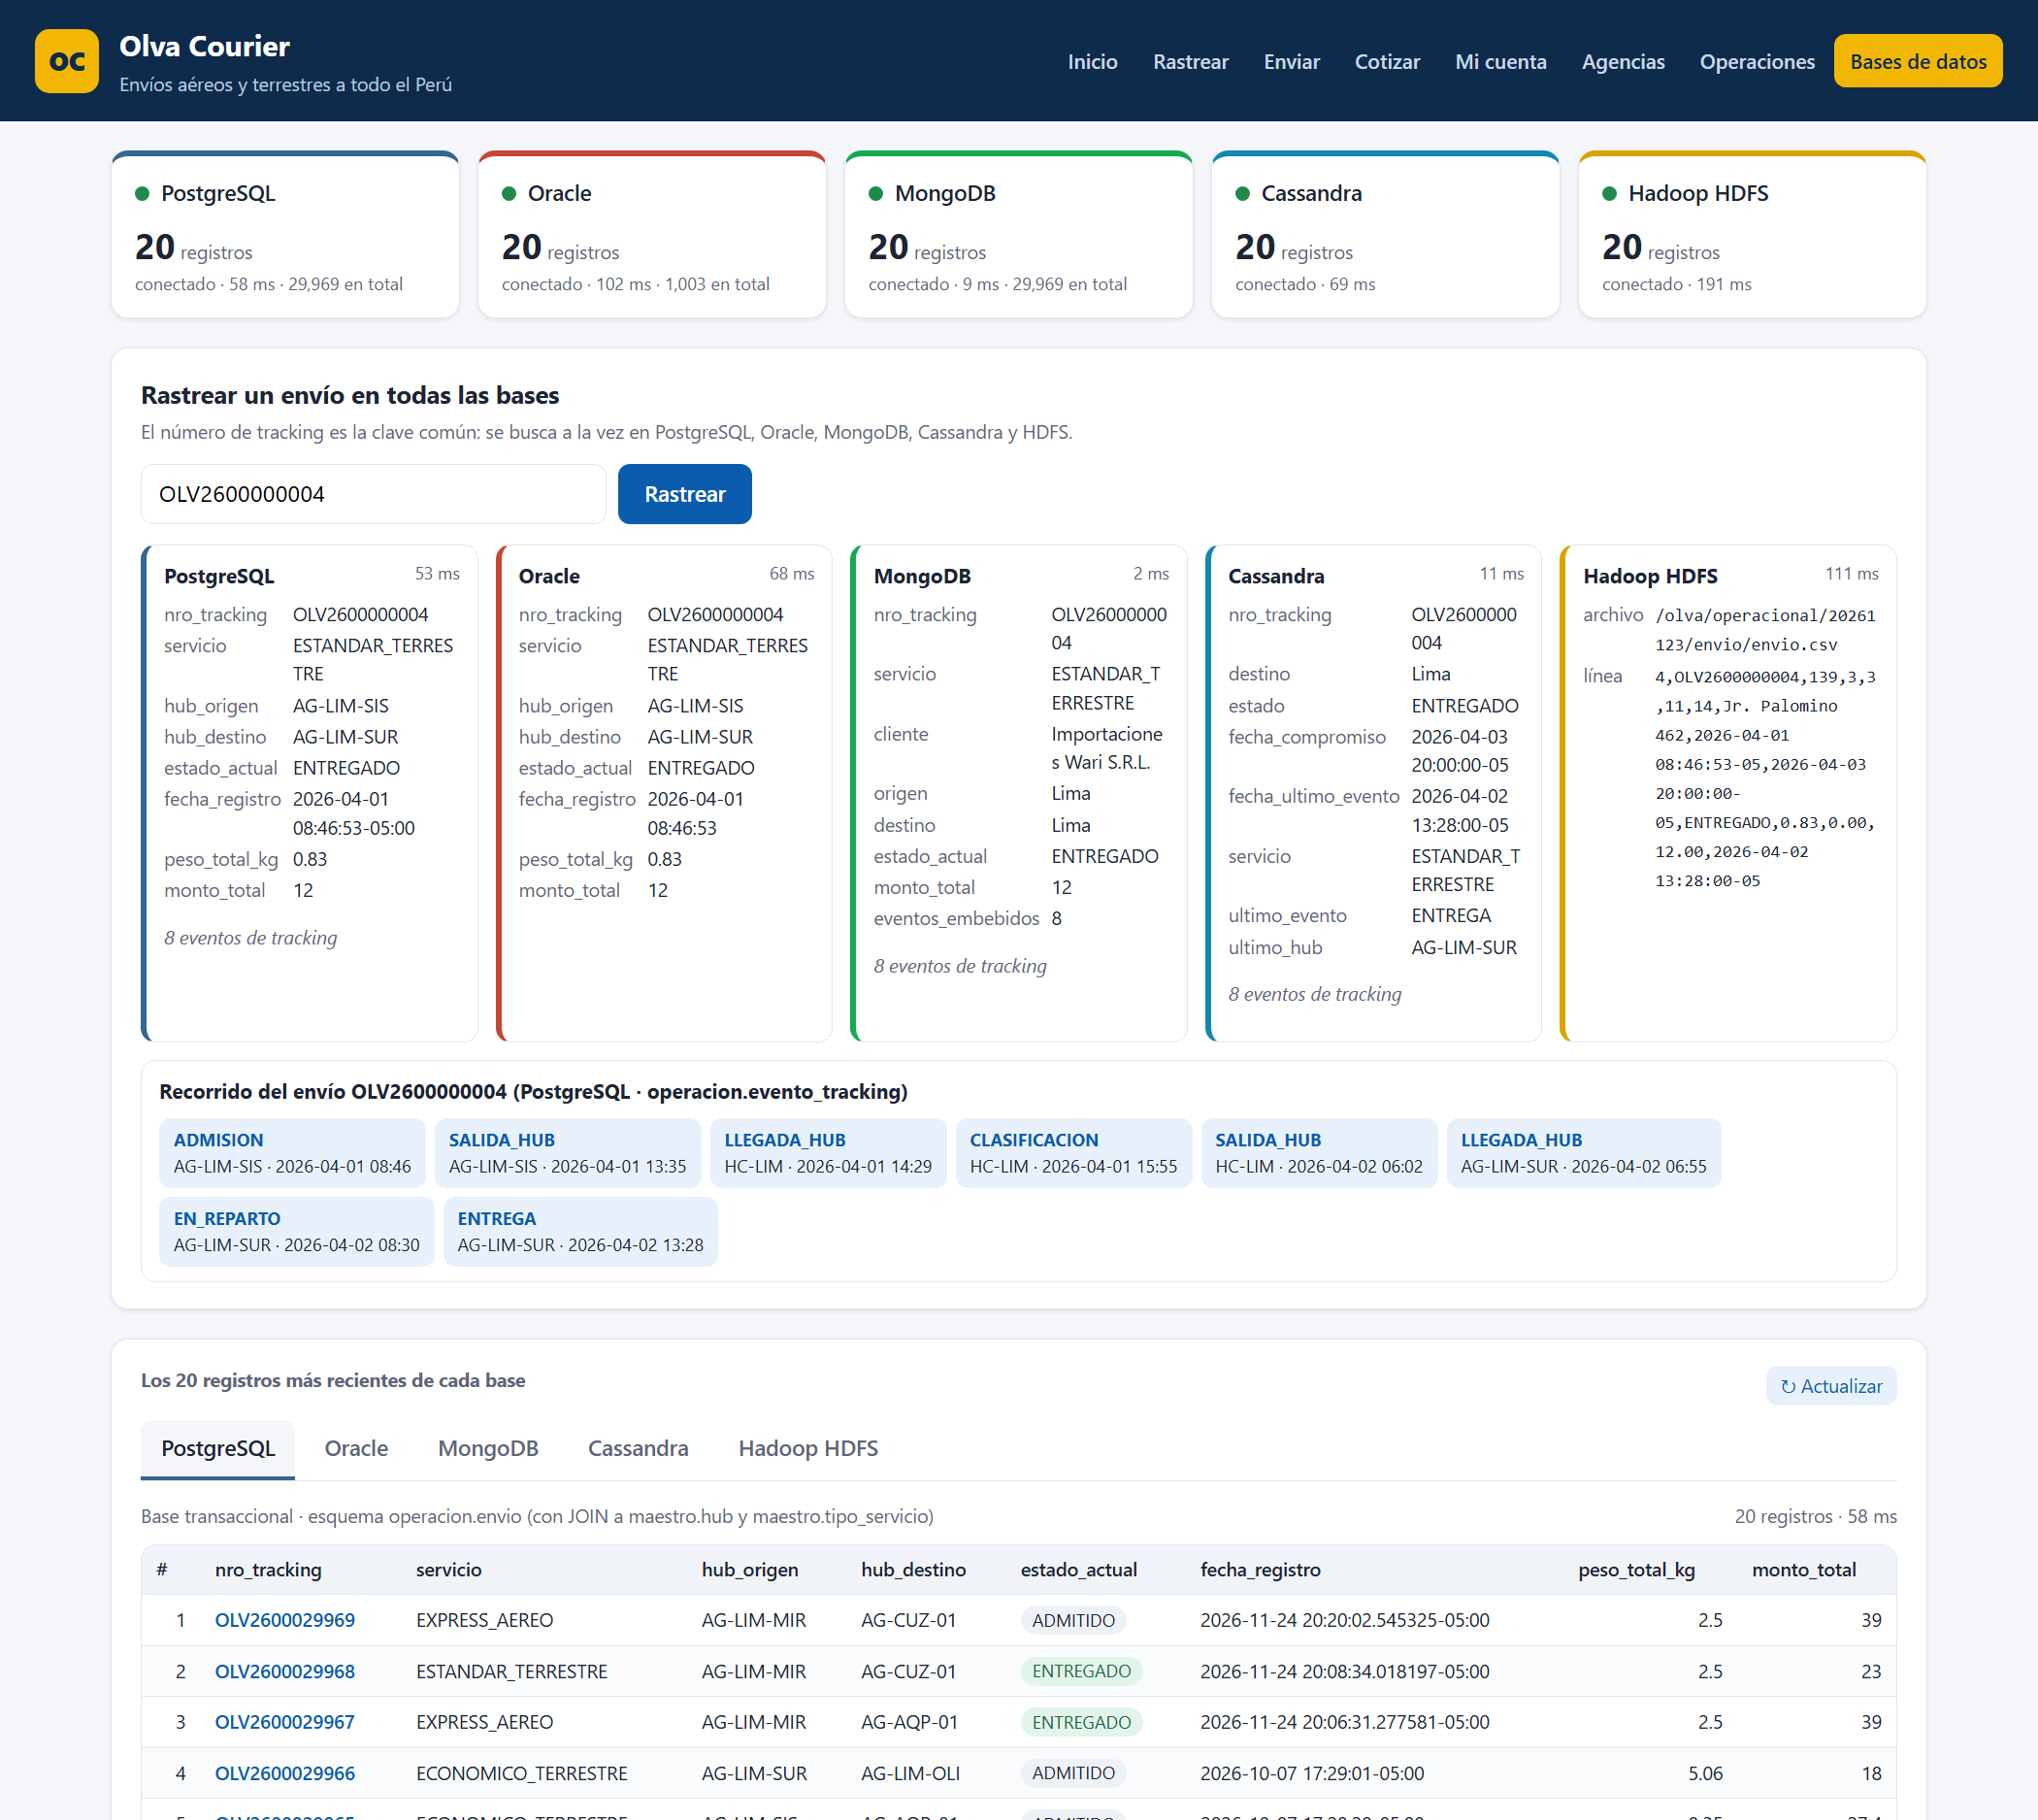 OC
Olva Courier
Envíos aéreos y terrestres a todo el Perú
Inicio Rastrear Enviar Cotizar Mi cuenta Agencias Operaciones Bases de datos
PostgreSQL
20 registros
conectado · 58 ms · 29,969 en total
Oracle
20 registros
conectado · 102 ms · 1,003 en total
MongoDB
20 registros
conectado · 9 ms · 29,969 en total
Cassandra
20 registros
conectado · 69 ms
Hadoop HDFS
20 registros
conectado · 191 ms
Rastrear un envío en todas las bases
El número de tracking es la clave común: se busca a la vez en PostgreSQL, Oracle, MongoDB, Cassandra y HDFS.
OLV2600000004 Rastrear
PostgreSQL 53 ms
nro_tracking OLV2600000004
servicio ESTANDAR_TERRES
TRE
hub_origen AG-LIM-SIS
hub_destino AG-LIM-SUR
estado_actual ENTREGADO
fecha_registro 2026-04-01
08:46:53-05:00
peso_total_kg 0.83
monto_total 12
8 eventos de tracking
Oracle 68 ms
nro_tracking OLV2600000004
servicio ESTANDAR_TERRES
TRE
hub_origen AG-LIM-SIS
hub_destino AG-LIM-SUR
estado_actual ENTREGADO
fecha_registro 2026-04-01
08:46:53
peso_total_kg 0.83
monto_total 12
MongoDB 2 ms
nro_tracking OLV26000000
04
servicio ESTANDAR_T
ERRESTRE
cliente Importacione
s Wari S.R.L.
origen Lima
destino Lima
estado_actual ENTREGADO
monto_total 12
eventos_embebidos 8
8 eventos de tracking
Cassandra 11 ms
nro_tracking OLV2600000
004
destino Lima
estado ENTREGADO
fecha_compromiso 2026-04-03
20:00:00-05
fecha_ultimo_evento 2026-04-02
13:28:00-05
servicio ESTANDAR_T
ERRESTRE
ultimo_evento ENTREGA
ultimo_hub AG-LIM-SUR
8 eventos de tracking
Hadoop HDFS 111 ms
archivo /olva/operacional/20261
123/envio/envio.csv
línea 4,OLV2600000004,139,3,3
,11,14,Jr. Palomino
462,2026-04-01
08:46:53-05,2026-04-03
20:00:00-
05,ENTREGADO,0.83,0.00,
12.00,2026-04-02
13:28:00-05
Recorrido del envío OLV2600000004 (PostgreSQL · operacion.evento_tracking)
ADMISION
AG-LIM-SIS · 2026-04-01 08:46
SALIDA_HUB
AG-LIM-SIS · 2026-04-01 13:35
LLEGADA_HUB
HC-LIM · 2026-04-01 14:29
CLASIFICACION
HC-LIM · 2026-04-01 15:55
SALIDA_HUB
HC-LIM · 2026-04-02 06:02
LLEGADA_HUB
AG-LIM-SUR · 2026-04-02 06:55
EN_REPARTO
AG-LIM-SUR · 2026-04-02 08:30
ENTREGA
AG-LIM-SUR · 2026-04-02 13:28
Los 20 registros más recientes de cada base
↻ Actualizar
PostgreSQL Oracle MongoDB Cassandra Hadoop HDFS
Base transaccional · esquema operacion.envio (con JOIN a maestro.hub y maestro.tipo_servicio) 20 registros · 58 ms
# nro_tracking servicio hub_origen hub_destino estado_actual fecha_registro peso_total_kg monto_total
1 OLV2600029969 EXPRESS_AEREO AG-LIM-MIR AG-CUZ-01 ADMITIDO 2026-11-24 20:20:02.545325-05:00 2.5 39
2 OLV2600029968 ESTANDAR_TERRESTRE AG-LIM-MIR AG-CUZ-01 ENTREGADO 2026-11-24 20:08:34.018197-05:00 2.5 23
3 OLV2600029967 EXPRESS_AEREO AG-LIM-MIR AG-AQP-01 ENTREGADO 2026-11-24 20:06:31.277581-05:00 2.5 39
4 OLV2600029966 ECONOMICO_TERRESTRE AG-LIM-SUR AG-LIM-OLI ADMITIDO 2026-10-07 17:29:01-05:00 5.06 18